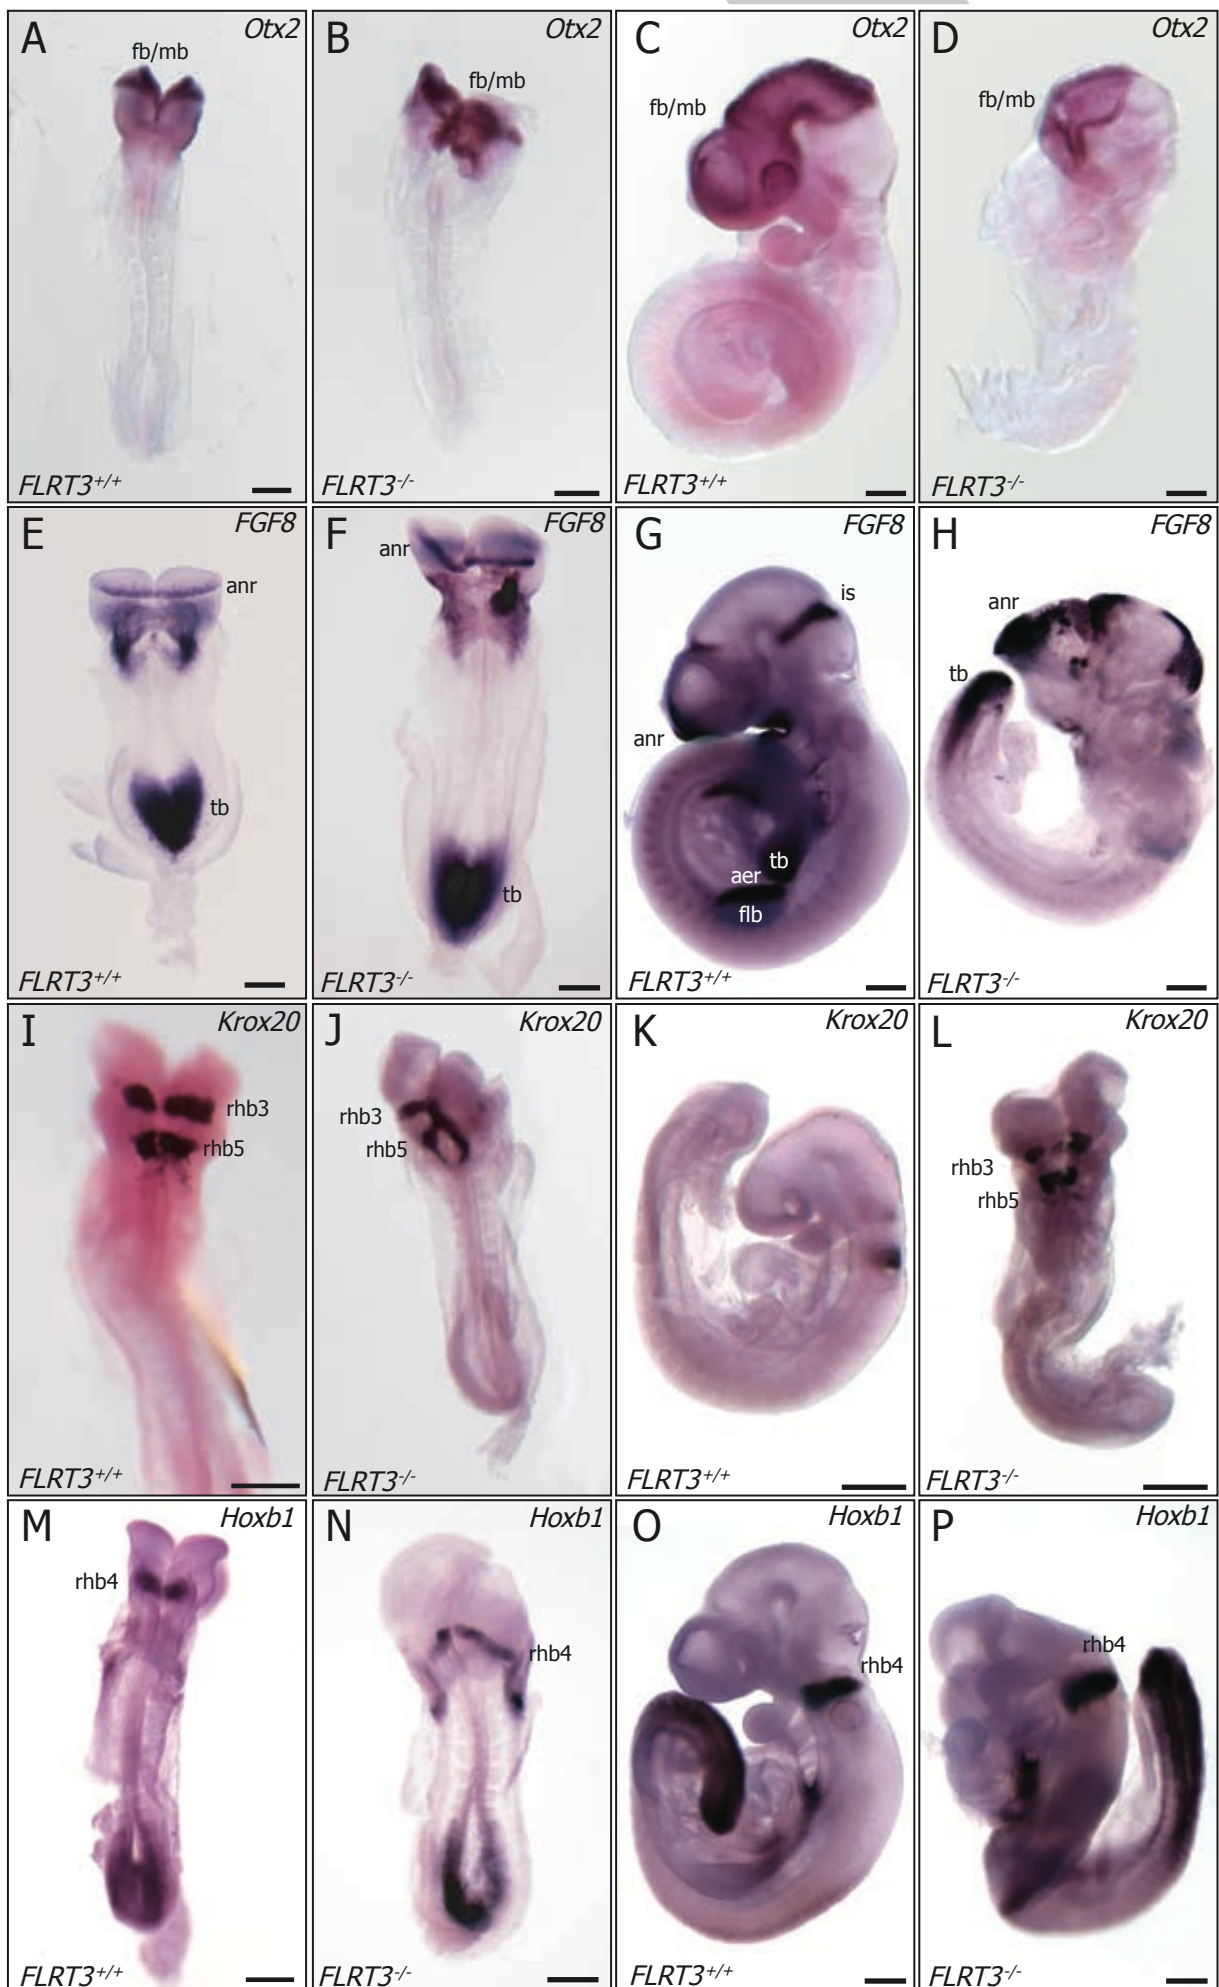 A
Otx2
fb/mb
FLRT3+/+
B
Otx2
fb/mb
FLRT3-/-
C
Otx2
fb/mb
FLRT3+/+
D
Otx2
fb/mb
FLRT3-/-
E
FGF8
anr
tb
FLRT3+/+
F
FGF8
anr
tb
FLRT3-/-
G
FGF8
is
anr
tb
aer
flb
FLRT3+/+
H
FGF8
anr
tb
FLRT3-/-
I
Krox20
rhb3
rhb5
FLRT3+/+
J
Krox20
rhb3
rhb5
FLRT3-/-
K
Krox20
FLRT3+/+
L
Krox20
rhb3
rhb5
FLRT3-/-
M
Hoxb1
rhb4
FLRT3+/+
N
Hoxb1
rhb4
FLRT3-/-
O
Hoxb1
rhb4
FLRT3+/+
P
Hoxb1
rhb4
FLRT3-/-